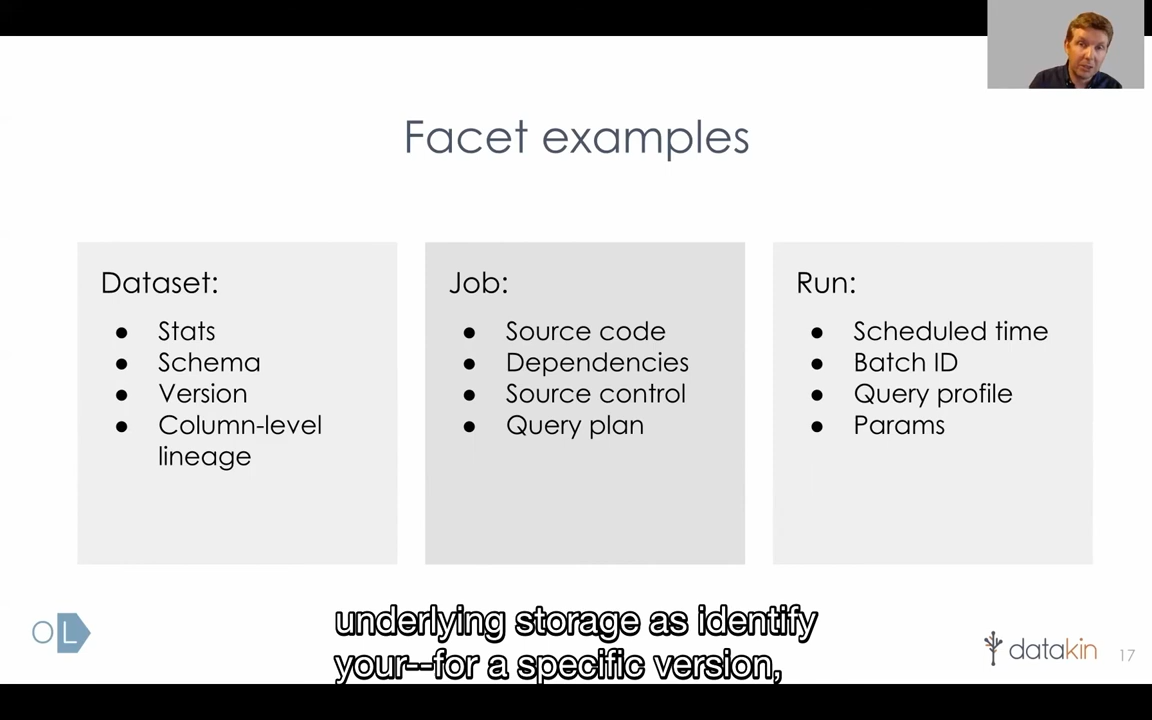 Facet examples
Dataset:
● Stats
● Schema
● Version
● Column-level
lineage
Job:
● Source code
● Dependencies
● Source control
● Query plan
Run:
● Scheduled time
● Batch ID
● Query profile
● Params
underlying storage as identify
your--for a specific version,
OL
datakin
17